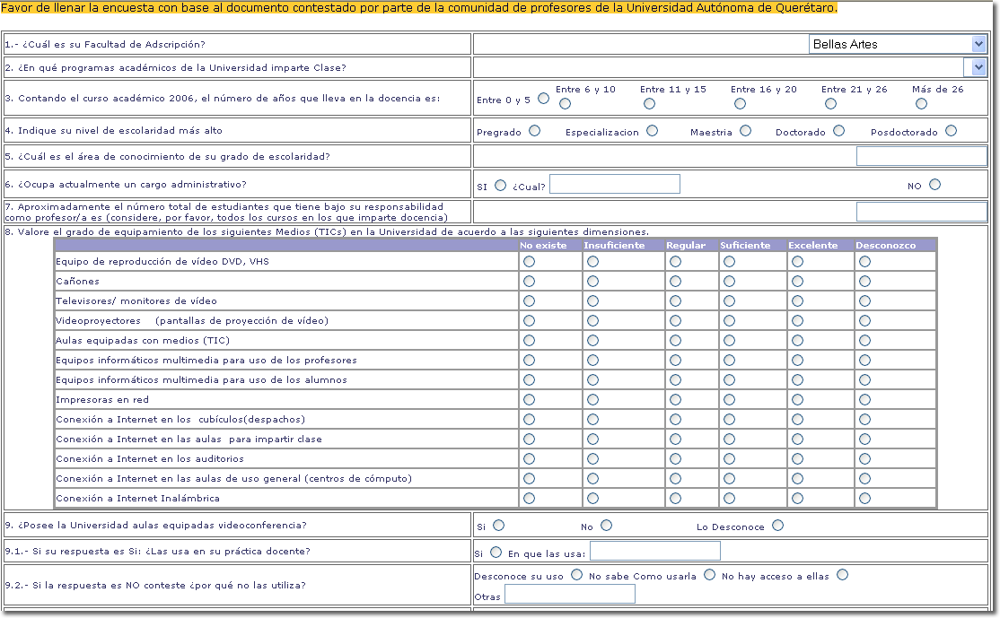 Favor de llenar la encuesta con base al documento contestado por parte de la comunidad de profesores de la Universidad Autónoma de Querétaro.
1.- ¿Cuál es su Facultad de Adscripción? Bellas Artes
2. ¿En qué programas académicos de la Universidad imparte Clase?
3. Contando el curso académico 2006, el número de años que lleva en la docencia es: Entre 0 y 5 Entre 6 y 10 Entre 11 y 15 Entre 16 y 20 Entre 21 y 26 Más de 26
4. Indique su nivel de escolaridad más alto Pregrado Especializacion Maestria Doctorado Posdoctorado
5. ¿Cuál es el área de conocimiento de su grado de escolaridad?
6. ¿Ocupa actualmente un cargo administrativo? SI ¿Cual? NO
7. Aproximadamente el número total de estudiantes que tiene bajo su responsabilidad
como profesor/a es (considere, por favor, todos los cursos en los que imparte docencia)
8. Valore el grado de equipamiento de los siguientes Medios (TICs) en la Universidad de acuerdo a las siguientes dimensiones.
No existe Insuficiente Regular Suficiente Excelente Desconozco
Equipo de reproducción de vídeo DVD, VHS
Cañones
Televisores/ monitores de vídeo
Videoproyectores (pantallas de proyección de vídeo)
Aulas equipadas con medios (TIC)
Equipos informáticos multimedia para uso de los profesores
Equipos informáticos multimedia para uso de los alumnos
Impresoras en red
Conexión a Internet en los cubículos(despachos)
Conexión a Internet en las aulas para impartir clase
Conexión a Internet en los auditorios
Conexión a Internet en las aulas de uso general (centros de cómputo)
Conexión a Internet Inalámbrica
9. ¿Posee la Universidad aulas equipadas videoconferencia? Si No Lo Desconoce
9.1.- Si su respuesta es Si: ¿Las usa en su práctica docente? Si En que las usa:
9.2.- Si la respuesta es NO conteste ¿por qué no las utiliza? Desconoce su uso No sabe Como usarla No hay acceso a ellas
Otras